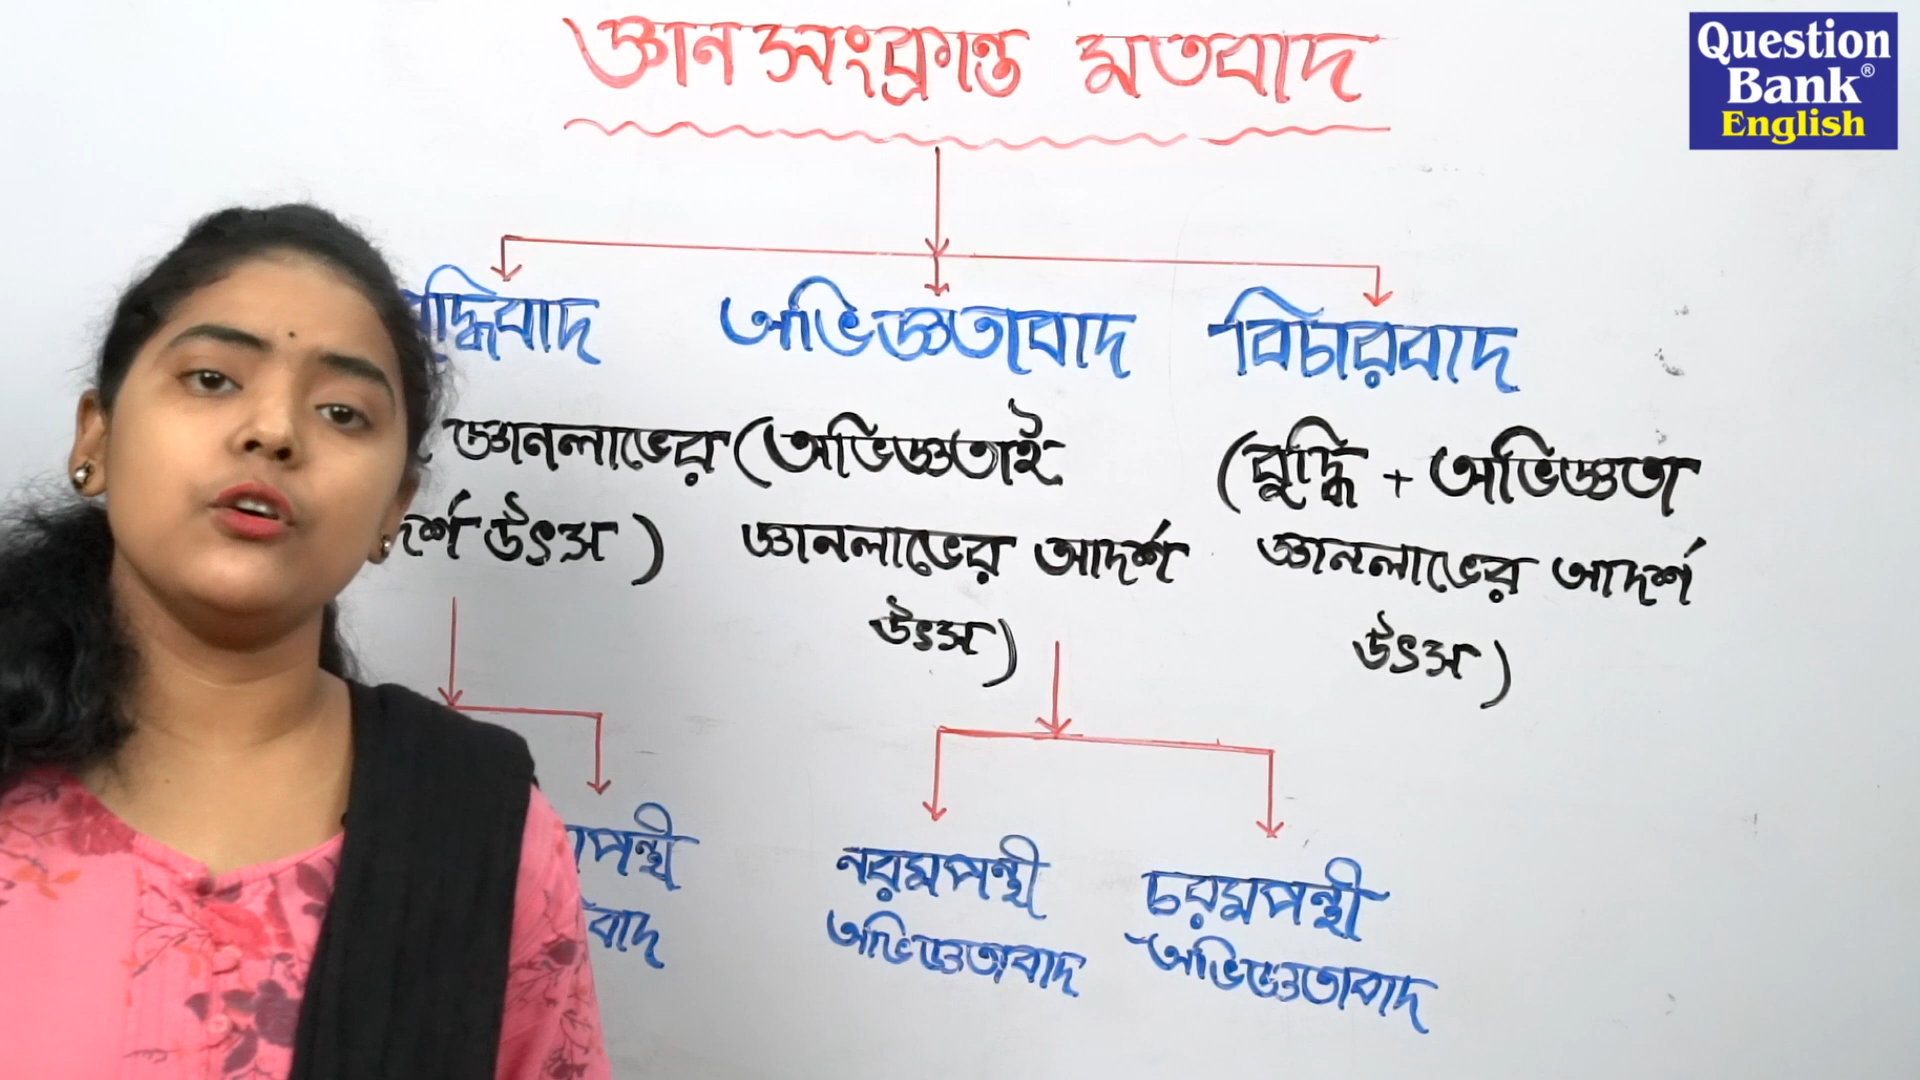 জ্ঞান সংক্রান্ত মতবাদ
Question
Bank®
English
অভিজ্ঞতাবাদ
বিচারবাদ
জ্ঞানলাভের
উৎস)
(অভিজ্ঞতাই
জ্ঞানলাভের আদর্শ
উৎস)
(বুদ্ধি + অভিজ্ঞতা
জ্ঞানলাভের আদর্শ
উৎস)
নরমপন্থী
অভিজ্ঞতাবাদ
চরমপন্থী
অভিজ্ঞতাবাদ